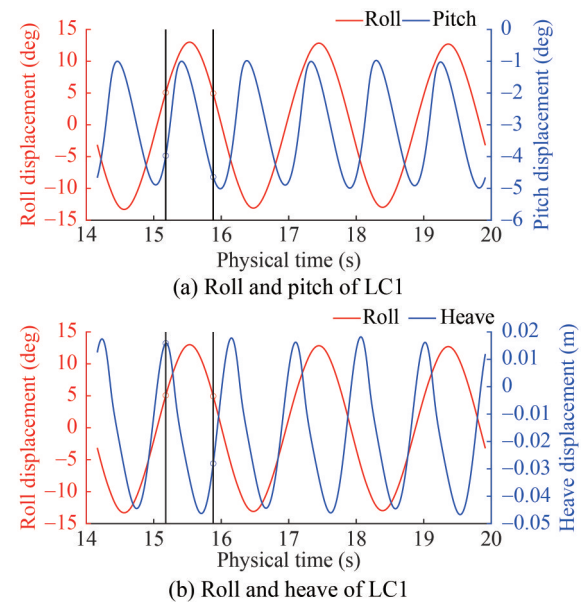 Roll Pitch
15
10
5
0
−5
−10
−15
Roll displacement (deg)
−1
−2
−3
−4
−5
−6
Pitch displacement (deg)
14 15 16 17 18 19 20
Physical time (s)
(a) Roll and pitch of LC1
Roll Heave
15
10
5
0
−5
−10
−15
Roll displacement (deg)
0.02
0.01
0
−0.01
−0.01
−0.03
−0.04
−0.05
Heave displacement (m)
14 15 16 17 18 19 20
Physical time (s)
(b) Roll and heave of LC1